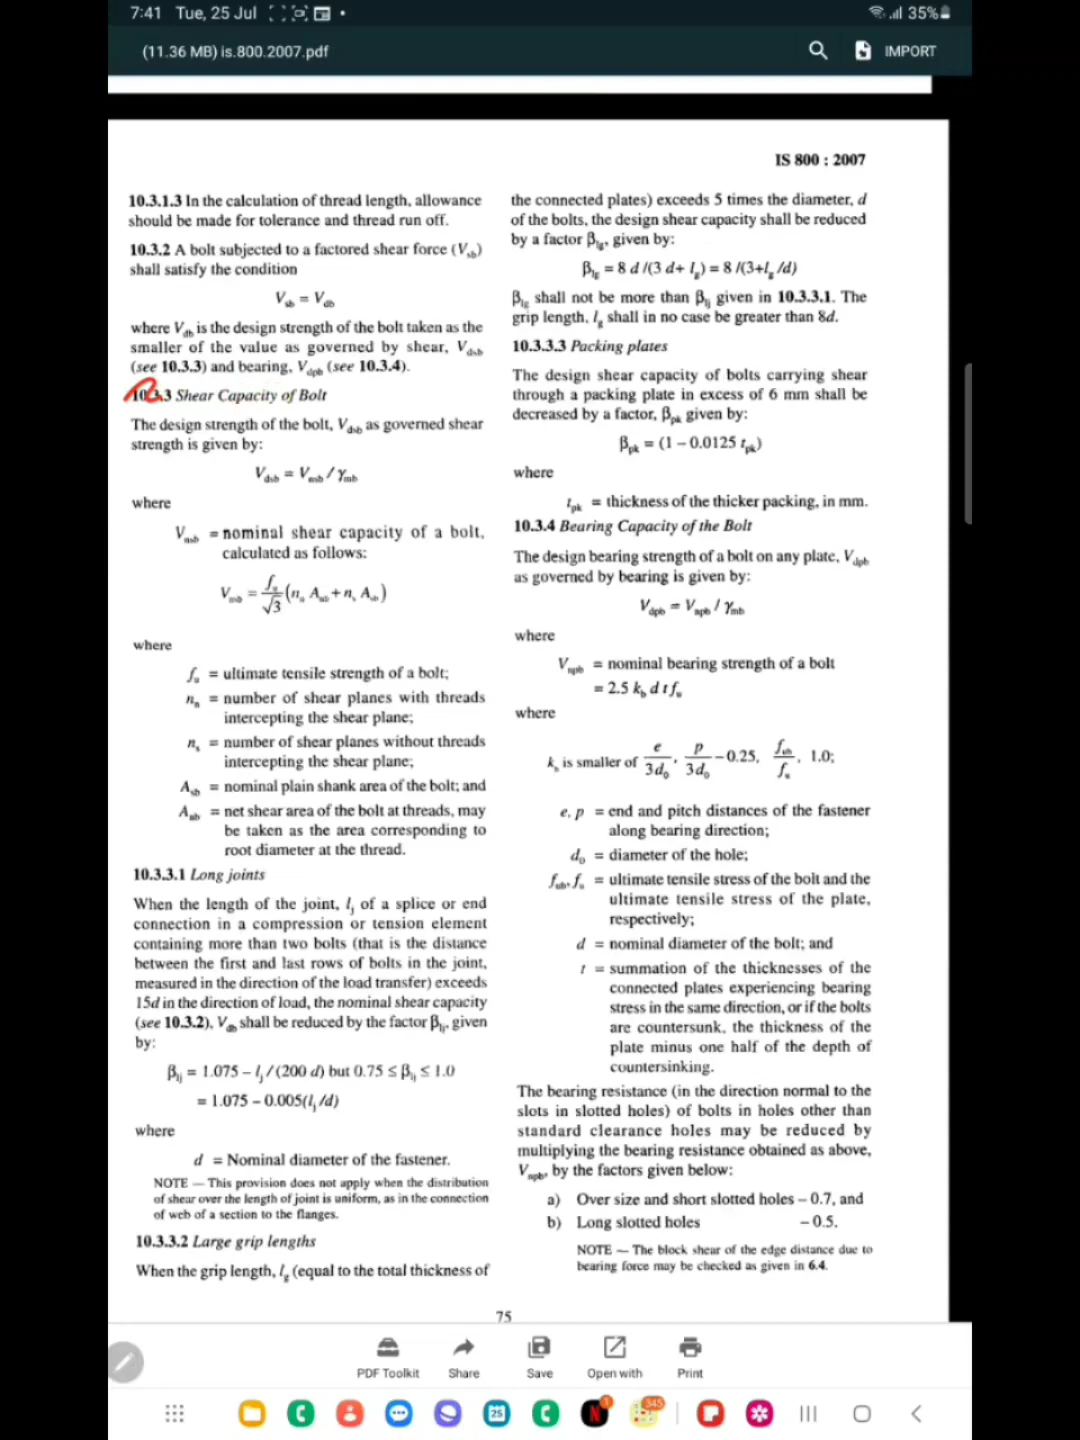 7:41 Tue, 25 Jul
35%
(11.36 MB) is.800.2007.pdf
IMPORT
IS 800 : 2007
10.3.1.3 In the calculation of thread length, allowance
should be made for tolerance and thread run off.
10.3.2 A bolt subjected to a factored shear force (Vsb)
shall satisfy the condition
Vsb = Vdb
where Vdb is the design strength of the bolt taken as the
smaller of the value as governed by shear, Vdsb
(see 10.3.3) and bearing, Vdpb (see 10.3.4).
10.3.3 Shear Capacity of Bolt
The design strength of the bolt, Vdsb as governed shear
strength is given by:
Vdsb = Vnsb / γmb
where
Vnsb = nominal shear capacity of a bolt,
calculated as follows:
Vnsb = fu/√3 (nn Anb + ns Asb)
where
fu = ultimate tensile strength of a bolt;
nn = number of shear planes with threads
intercepting the shear plane;
ns = number of shear planes without threads
intercepting the shear plane;
Asb = nominal plain shank area of the bolt; and
Anb = net shear area of the bolt at threads, may
be taken as the area corresponding to
root diameter at the thread.
10.3.3.1 Long joints
When the length of the joint, lj of a splice or end
connection in a compression or tension element
containing more than two bolts (that is the distance
between the first and last rows of bolts in the joint,
measured in the direction of the load transfer) exceeds
15d in the direction of load, the nominal shear capacity
(see 10.3.2), Vdb shall be reduced by the factor βlj, given
by:
βlj = 1.075 – lj / (200 d) but 0.75 ≤ βlj ≤ 1.0
= 1.075 – 0.005(lj /d)
where
d = Nominal diameter of the fastener.
NOTE — This provision does not apply when the distribution
of shear over the length of joint is uniform, as in the connection
of web of a section to the flanges.
10.3.3.2 Large grip lengths
When the grip length, lg (equal to the total thickness of
the connected plates) exceeds 5 times the diameter, d
of the bolts, the design shear capacity shall be reduced
by a factor βlg, given by:
βlg = 8 d /(3 d+ lg) = 8 /(3+lg /d)
βlg shall not be more than βlj given in 10.3.3.1. The
grip length, lg shall in no case be greater than 8d.
10.3.3.3 Packing plates
The design shear capacity of bolts carrying shear
through a packing plate in excess of 6 mm shall be
decreased by a factor, βpk given by:
βpk = (1 – 0.0125 tpk)
where
tpk = thickness of the thicker packing, in mm.
10.3.4 Bearing Capacity of the Bolt
The design bearing strength of a bolt on any plate, Vdpb
as governed by bearing is given by:
Vdpb = Vnpb / γmb
where
Vnpb = nominal bearing strength of a bolt
= 2.5 kb d t fu
where
kb is smaller of e/3d0, p/3d0 – 0.25, fub/fu, 1.0;
e, p = end and pitch distances of the fastener
along bearing direction;
d0 = diameter of the hole;
fub, fu = ultimate tensile stress of the bolt and the
ultimate tensile stress of the plate,
respectively;
d = nominal diameter of the bolt; and
t = summation of the thicknesses of the
connected plates experiencing bearing
stress in the same direction, or if the bolts
are countersunk, the thickness of the
plate minus one half of the depth of
countersinking.
The bearing resistance (in the direction normal to the
slots in slotted holes) of bolts in holes other than
standard clearance holes may be reduced by
multiplying the bearing resistance obtained as above,
Vnpb, by the factors given below:
a) Over size and short slotted holes – 0.7, and
b) Long slotted holes – 0.5.
NOTE — The block shear of the edge distance due to
bearing force may be checked as given in 6.4.
75
PDF Toolkit Share Save Open with Print
25
N
1
345